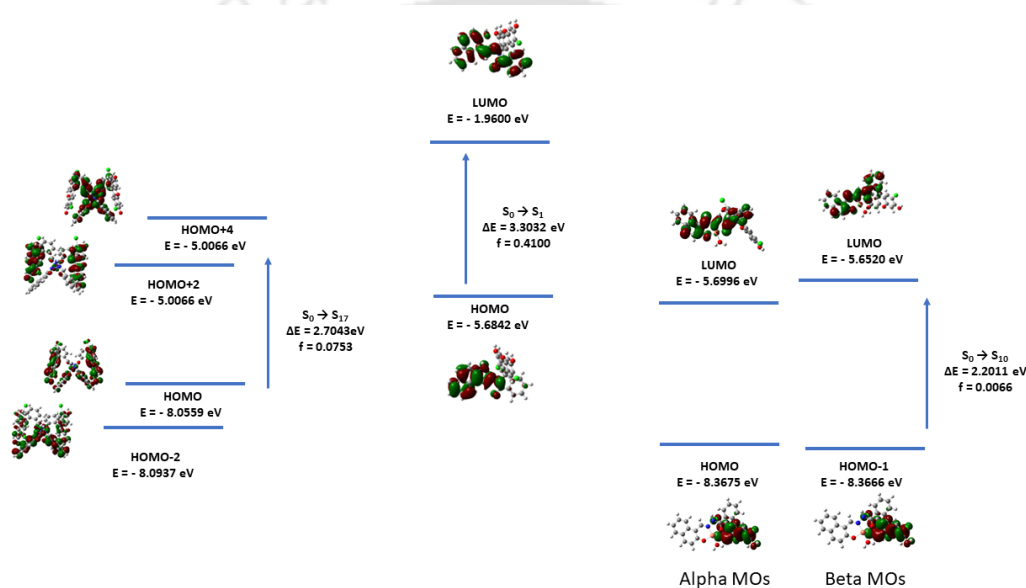 HOMO+4
E = - 5.0066 eV
HOMO+2
E = - 5.0066 eV
S₀ → S₁₇
ΔE = 2.7043eV
f = 0.0753
HOMO
E = - 8.0559 eV
HOMO-2
E = - 8.0937 eV
LUMO
E = - 1.9600 eV
S₀ → S₁
ΔE = 3.3032 eV
f = 0.4100
HOMO
E = - 5.6842 eV
LUMO
E = - 5.6996 eV
LUMO
E = - 5.6520 eV
S₀ → S₁₀
ΔE = 2.2011 eV
f = 0.0066
HOMO
E = - 8.3675 eV
HOMO-1
E = - 8.3666 eV
Alpha MOs
Beta MOs